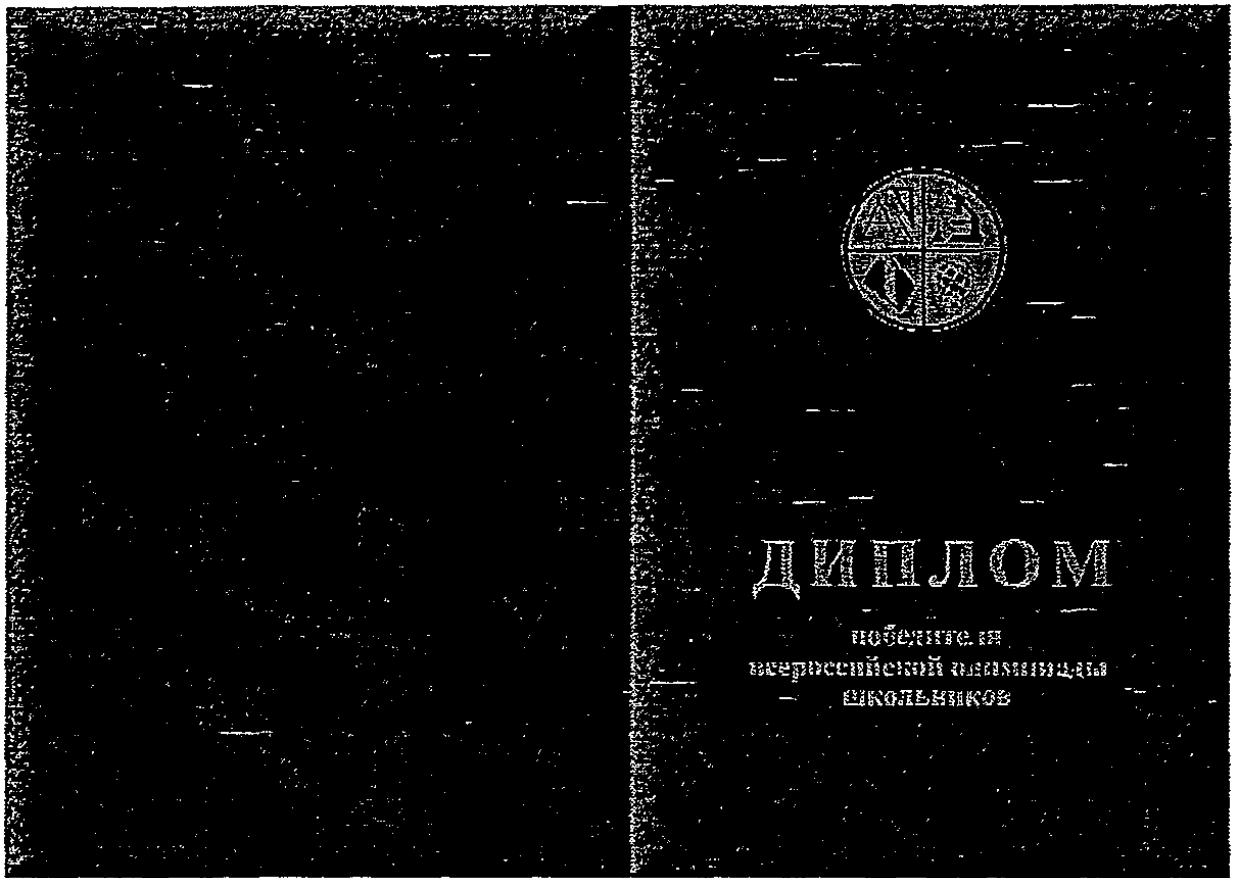 ДИПЛОМ
победителя
всероссийской олимпиады
школьников